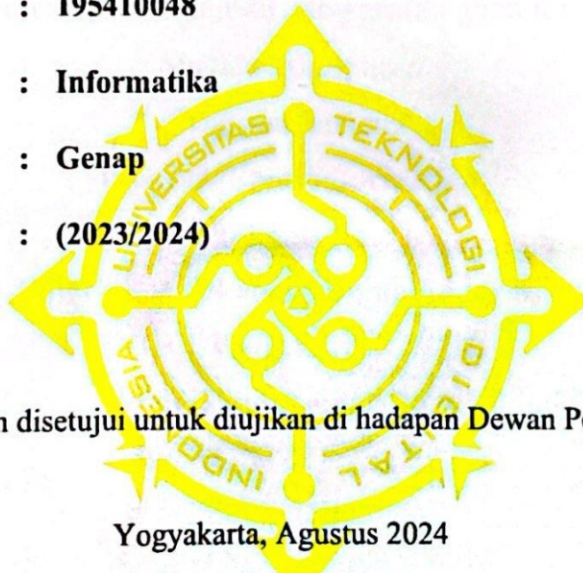 : 195410048
: Informatika
: Genap
: (2023/2024)
UNIVERSITAS TEKNOLOGI DIGITAL INDONESIA
disetujui untuk diujikan di hadapan Dewan
Yogyakarta, Agustus 2024